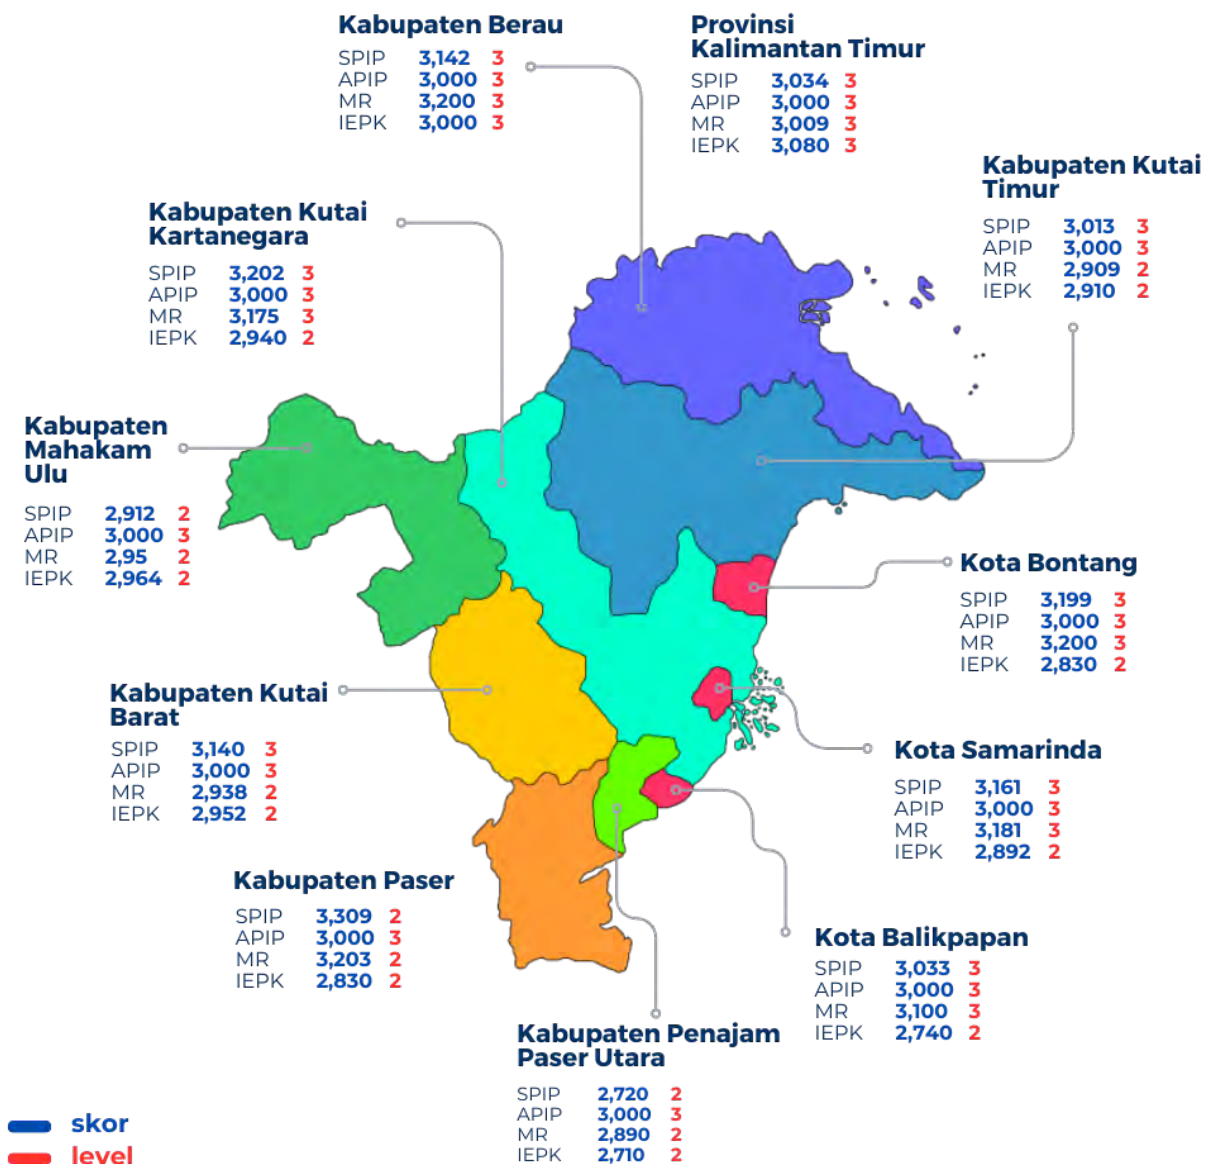 Kabupaten Berau
SPIP 3,142 3
APIP 3,000 3
MR 3,200 3
IEPK 3,000 3
Provinsi
Kalimantan Timur
SPIP 3,034 3
APIP 3,000 3
MR 3,009 3
IEPK 3,080 3
Kabupaten Kutai
Timur
SPIP 3,013 3
APIP 3,000 3
MR 2,909 2
IEPK 2,910 2
Kabupaten Kutai
Kartanegara
SPIP 3,202 3
APIP 3,000 3
MR 3,175 3
IEPK 2,940 2
Kabupaten
Mahakam
Ulu
SPIP 2,912 2
APIP 3,000 3
MR 2,95 2
IEPK 2,964 2
Kota Bontang
SPIP 3,199 3
APIP 3,000 3
MR 3,200 3
IEPK 2,830 2
Kabupaten Kutai
Barat
SPIP 3,140 3
APIP 3,000 3
MR 2,938 2
IEPK 2,952 2
Kota Samarinda
SPIP 3,161 3
APIP 3,000 3
MR 3,181 3
IEPK 2,892 2
Kabupaten Paser
SPIP 3,309 2
APIP 3,000 3
MR 3,203 2
IEPK 2,830 2
Kota Balikpapan
SPIP 3,033 3
APIP 3,000 3
MR 3,100 3
IEPK 2,740 2
Kabupaten Penajam
Paser Utara
SPIP 2,720 2
APIP 3,000 3
MR 2,890 2
IEPK 2,710 2
skor
level